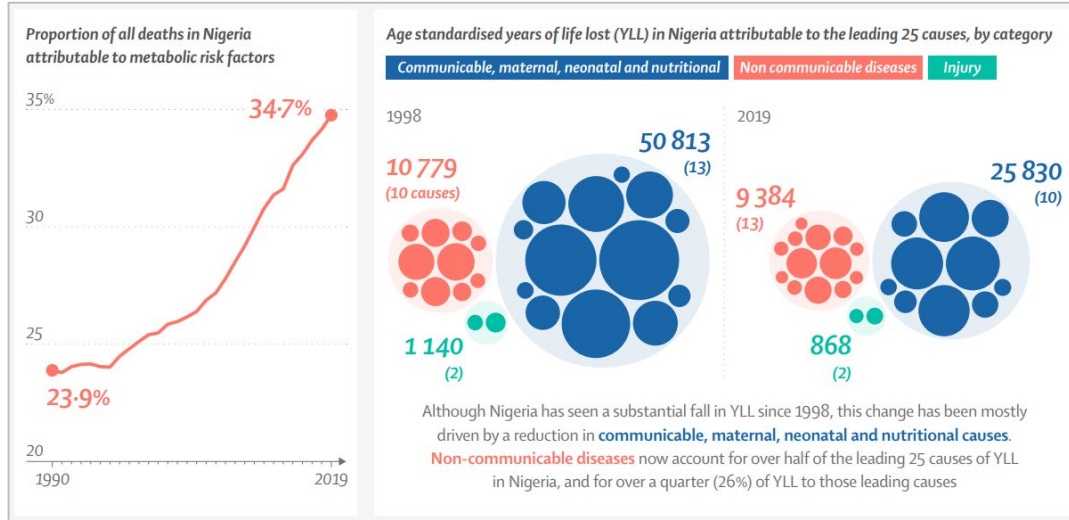 Proportion of all deaths in Nigeria
attributable to metabolic risk factors
35%
34·7%
30
25
23·9%
20
1990
2019
Age standardised years of life lost (YLL) in Nigeria attributable to the leading 25 causes, by category
Communicable, maternal, neonatal and nutritional
Non communicable diseases
Injury
1998
10 779
(10 causes)
50 813
(13)
1 140
(2)
2019
9 384
(13)
25 830
(10)
868
(2)
Although Nigeria has seen a substantial fall in YLL since 1998, this change has been mostly
driven by a reduction in communicable, maternal, neonatal and nutritional causes.
Non-communicable diseases now account for over half of the leading 25 causes of YLL
in Nigeria, and for over a quarter (26%) of YLL to those leading causes